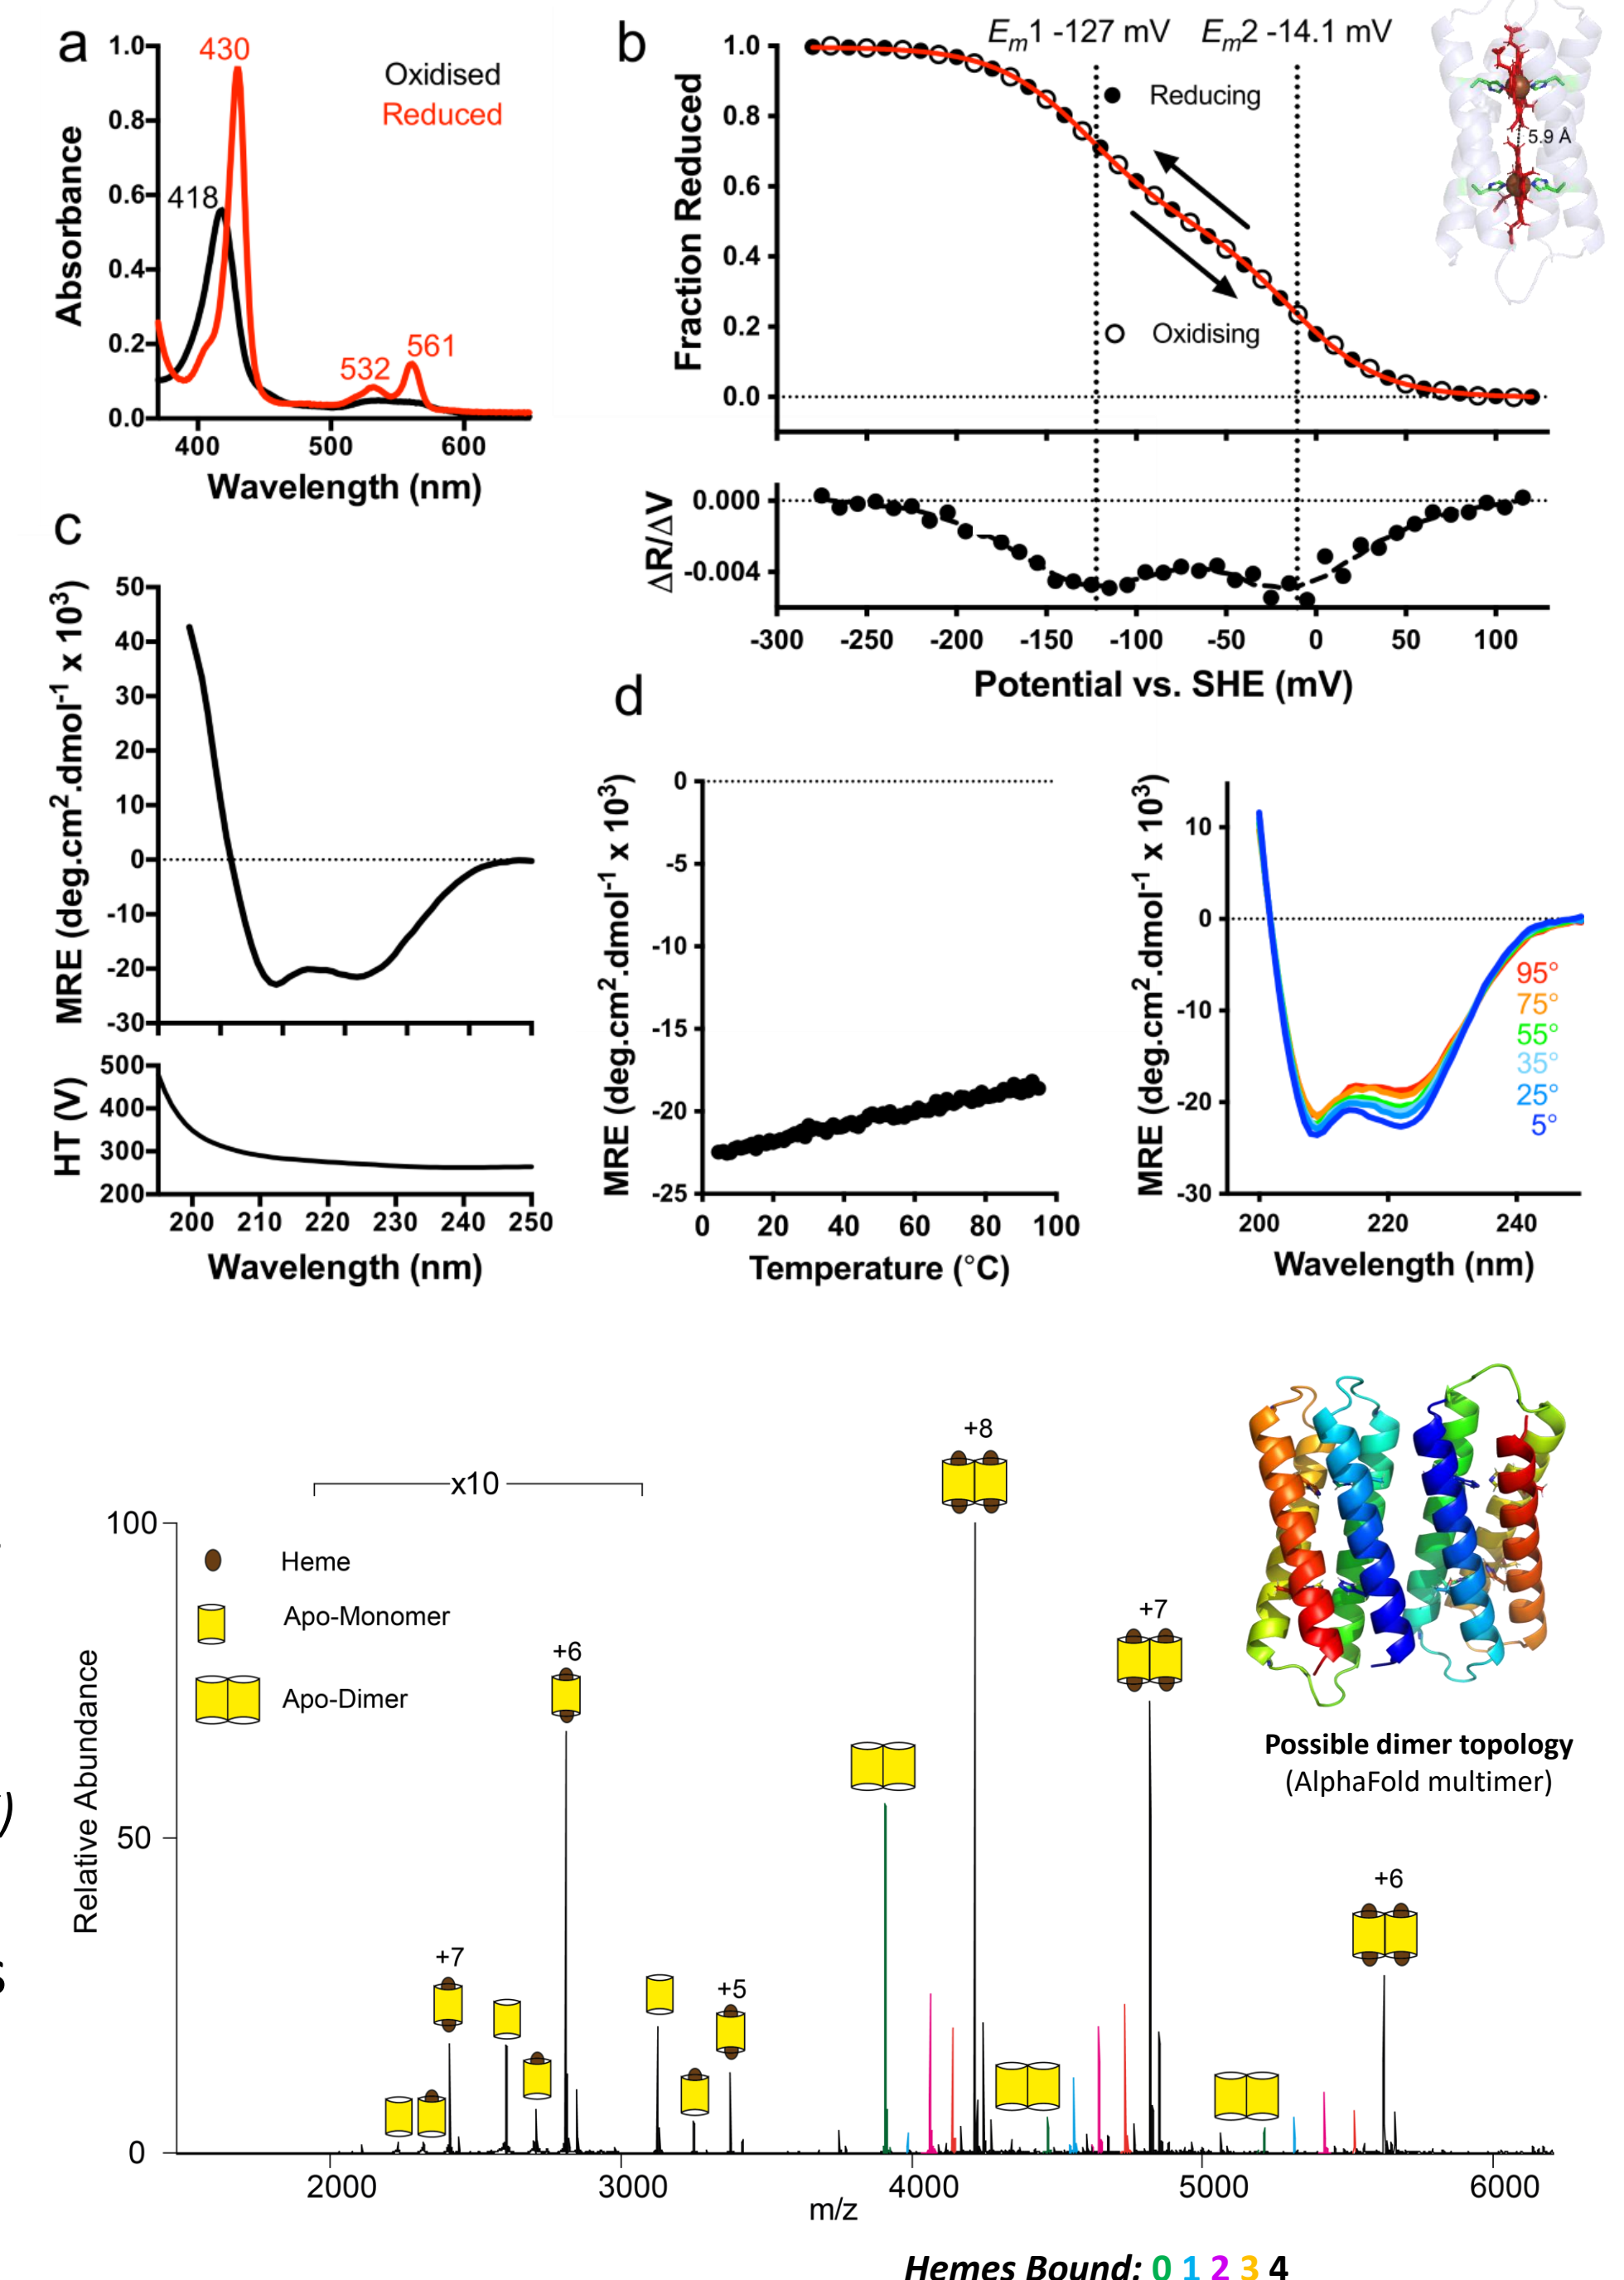 a
1.0
0.8
0.6
0.4
0.2
0.0
Absorbance
430
418
532
561
Oxidised
Reduced
400 500 600
Wavelength (nm)
b
Em1 -127 mV Em2 -14.1 mV
1.0
0.8
0.6
0.4
0.2
0.0
Fraction Reduced
Reducing
Oxidising
5.9 Å
0.000
-0.004
ΔR/ΔV
-300 -250 -200 -150 -100 -50 0 50 100
Potential vs. SHE (mV)
c
50
40
30
20
10
0
-10
-20
-30
MRE (deg.cm².dmol⁻¹ x 10³)
500
400
300
200
HT (V)
200 210 220 230 240 250
Wavelength (nm)
d
0
-5
-10
-15
-20
-25
MRE (deg.cm².dmol⁻¹ x 10³)
0 20 40 60 80 100
Temperature (°C)
10
0
-10
-20
-30
MRE (deg.cm².dmol⁻¹ x 10³)
95°
75°
55°
35°
25°
5°
200 220 240
Wavelength (nm)
x10
100
50
0
Relative Abundance
Heme
Apo-Monomer
Apo-Dimer
+7
+6
+5
+8
+7
+6
Possible dimer topology
(AlphaFold multimer)
2000 3000 4000 5000 6000
m/z
Hemes Bound: 0 1 2 3 4
)
s